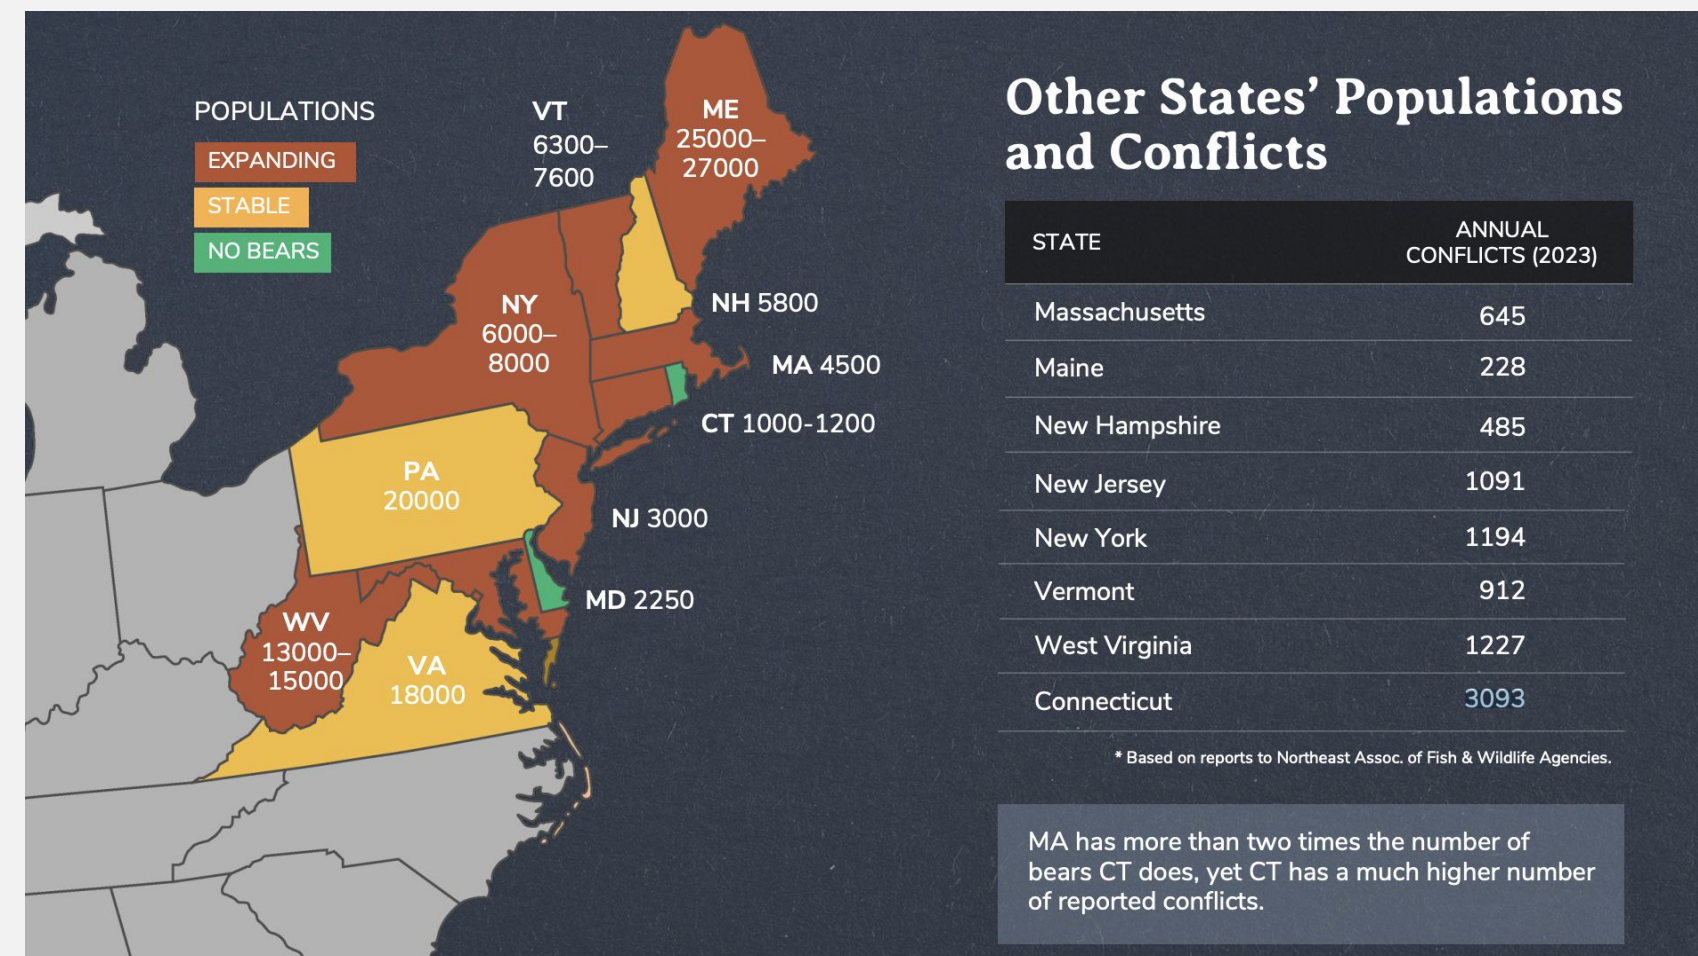 POPULATIONS
EXPANDING
STABLE
NO BEARS
VT
6300–
7600
ME
25000–
27000
NY
6000–
8000
NH 5800
MA 4500
CT 1000-1200
PA
20000
NJ 3000
MD 2250
WV
13000–
15000
VA
18000
Other States’ Populations
and Conflicts
STATE
ANNUAL
CONFLICTS (2023)
Massachusetts 645
Maine 228
New Hampshire 485
New Jersey 1091
New York 1194
Vermont 912
West Virginia 1227
Connecticut 3093
* Based on reports to Northeast Assoc. of Fish & Wildlife Agencies.
MA has more than two times the number of
bears CT does, yet CT has a much higher number
of reported conflicts.